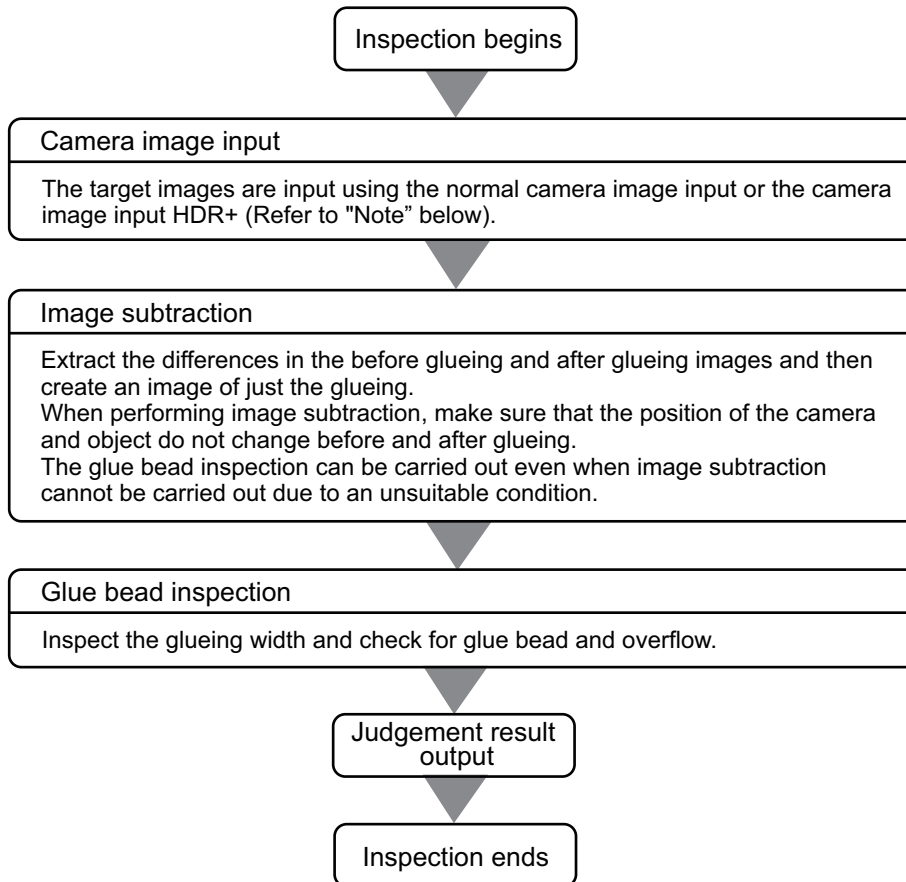 Inspection begins
Camera image input
The target images are input using the normal camera image input or the camera
image input HDR+ (Refer to "Note” below).
Image subtraction
Extract the differences in the before glueing and after glueing images and then
create an image of just the glueing.
When performing image subtraction, make sure that the position of the camera
and object do not change before and after glueing.
The glue bead inspection can be carried out even when image subtraction
cannot be carried out due to an unsuitable condition.
Glue bead inspection
Inspect the glueing width and check for glue bead and overflow.
Judgement result
output
Inspection ends